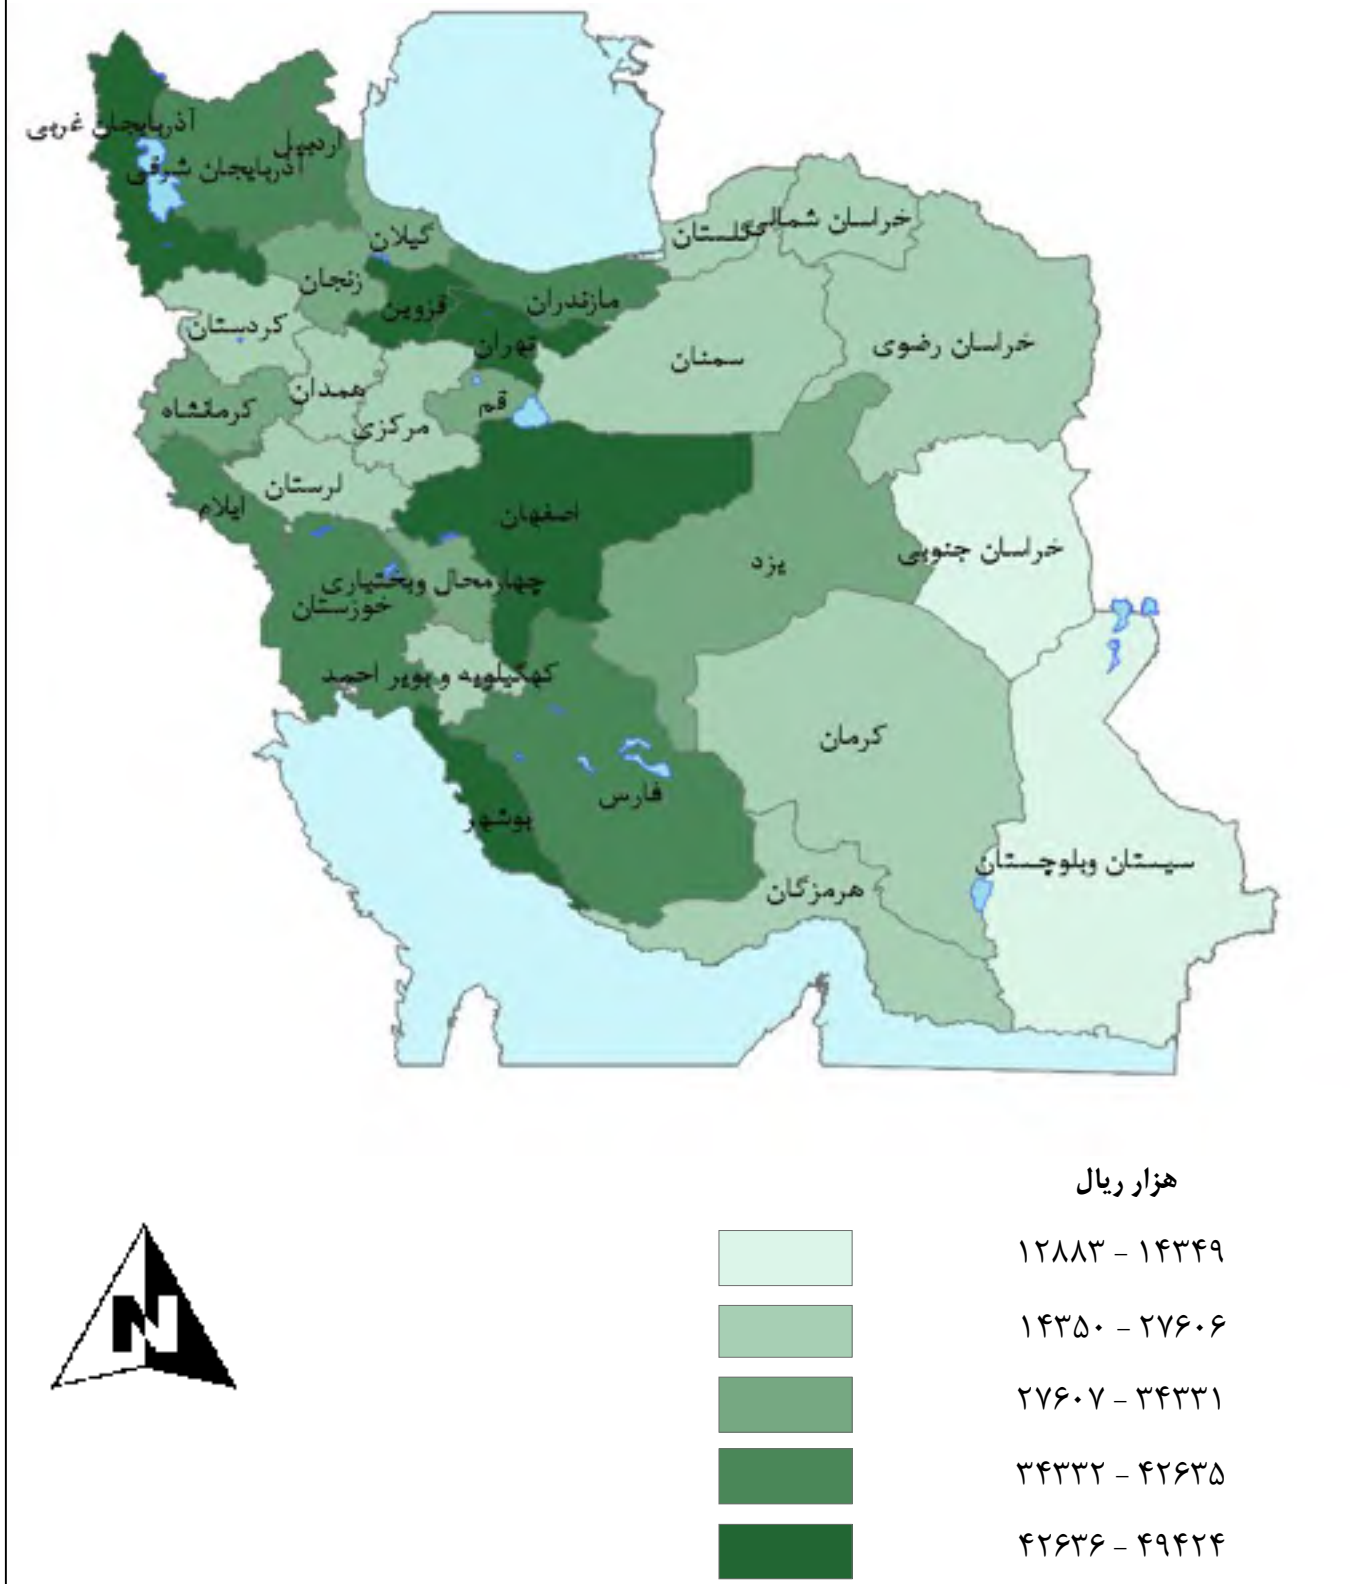 آذربایجان غربی
اردبیل
آذربایجان شرقی
گیلان
خراسان شمالی
گلستان
زنجان
قزوین
مازندران
کردستان
تهران
سمنان
خراسان رضوی
همدان
کرمانشاه
قم
مرکزی
لرستان
ایلام
اصفهان
خراسان جنوبی
یزد
چهارمحال وبختیاری
خوزستان
کهگیلویه و بویر احمد
کرمان
فارس
بوشهر
سیستان وبلوچستان
هرمزگان
هزار ریال
۱۲۸۸۳ - ۱۴۳۴۹
۱۴۳۵۰ - ۲۷۶۰۶
۲۷۶۰۷ - ۳۴۳۳۱
۳۴۳۳۲ - ۴۲۶۳۵
۴۲۶۳۶ - ۴۹۴۲۴
N